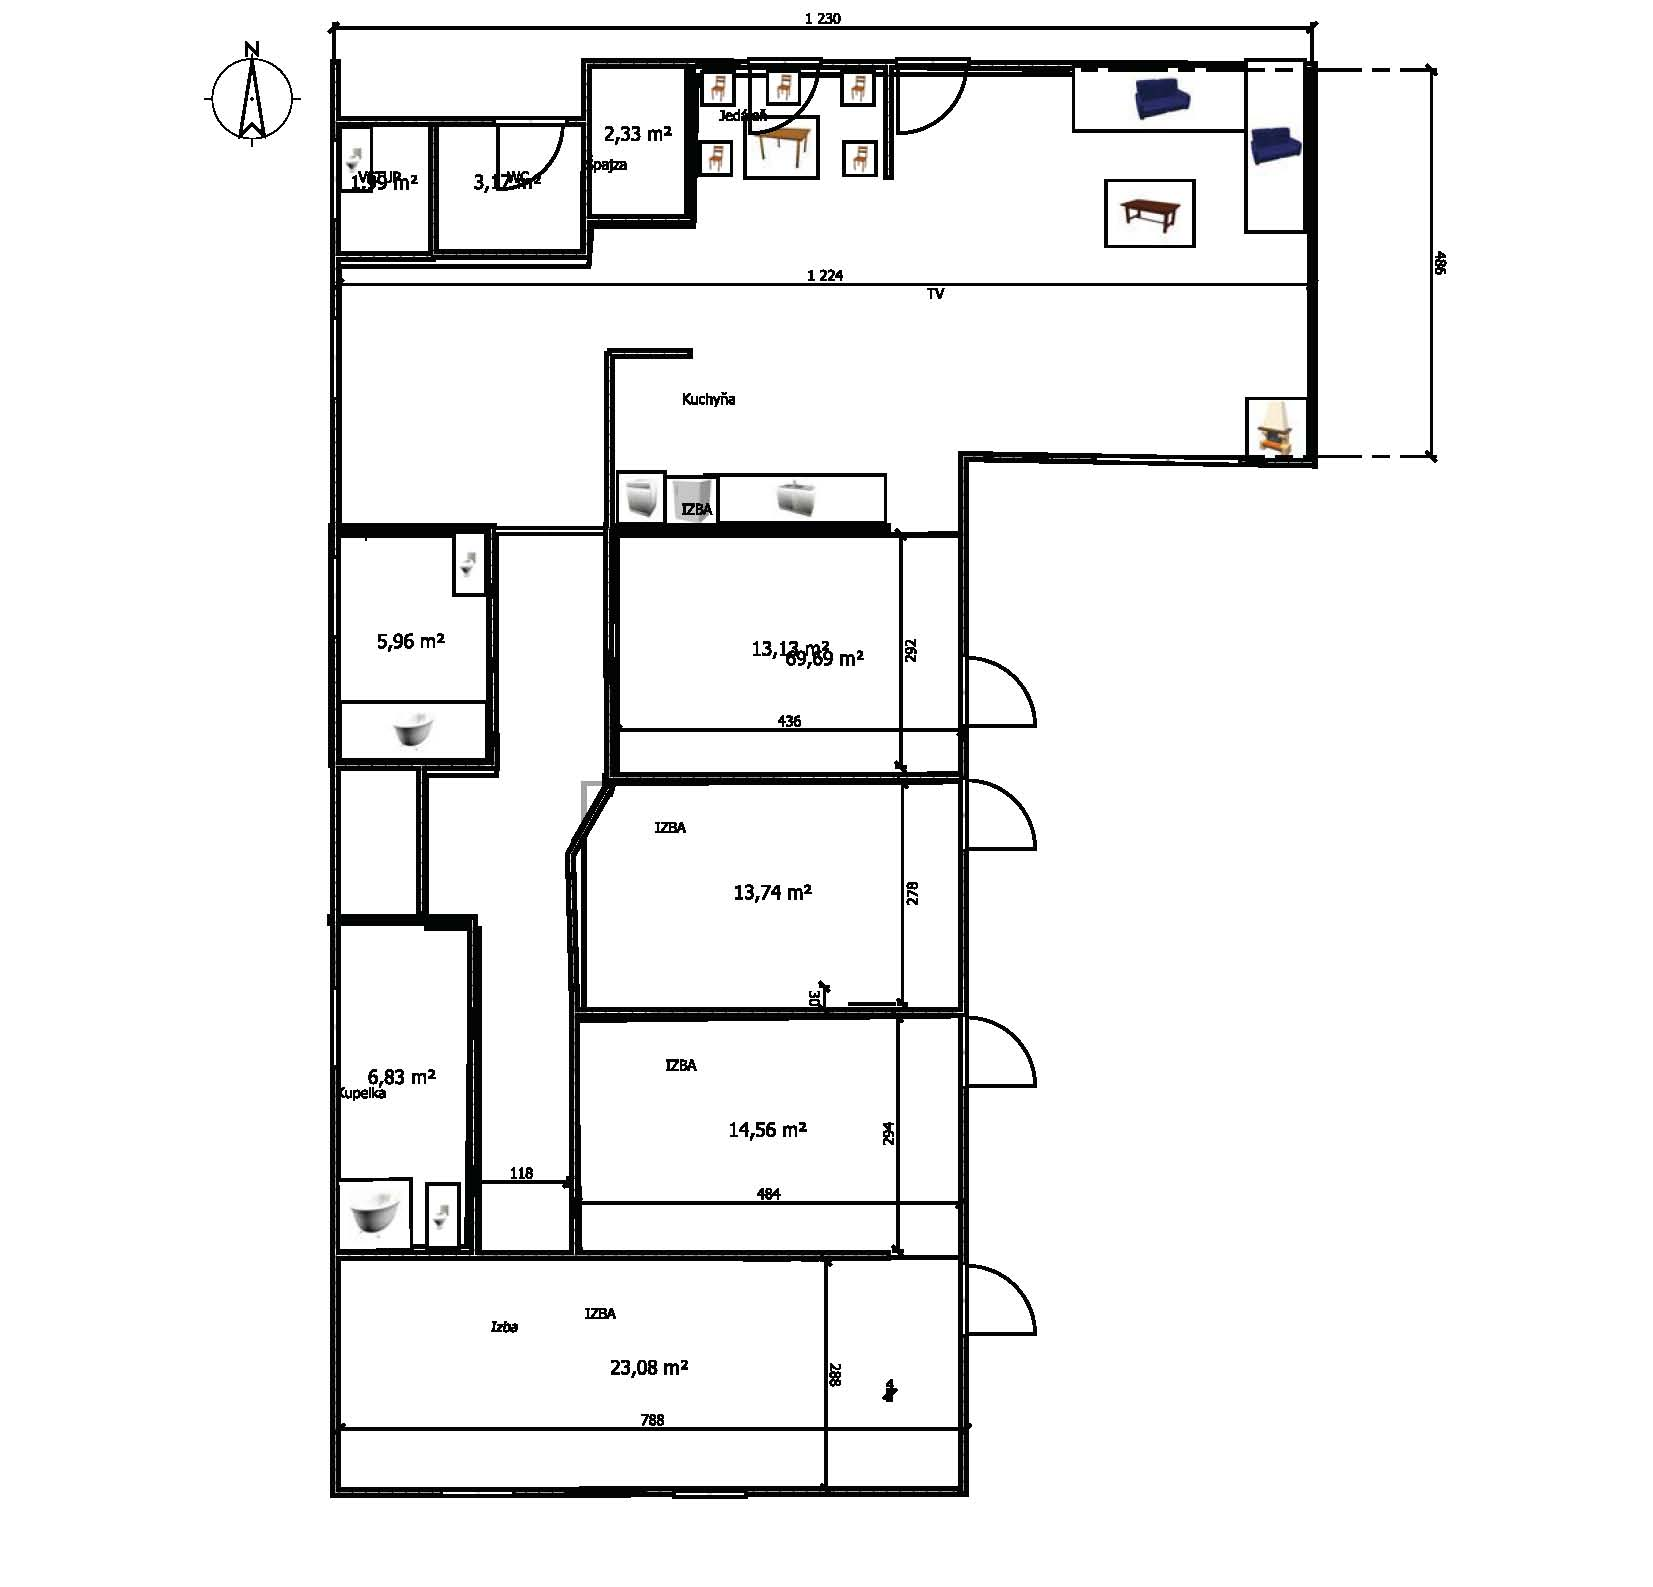 1 230
N
2,33 m²
Jedáleň
Špajza
VSTUP
1,99 m²
WC
3,17 m²
486
1 224
TV
Kuchyňa
IZBA
5,96 m²
13,13 m²
69,69 m²
292
436
IZBA
13,74 m²
278
30
IZBA
6,83 m²
Kupelka
14,56 m²
294
118
484
IZBA
Izba
23,08 m²
288
4
788